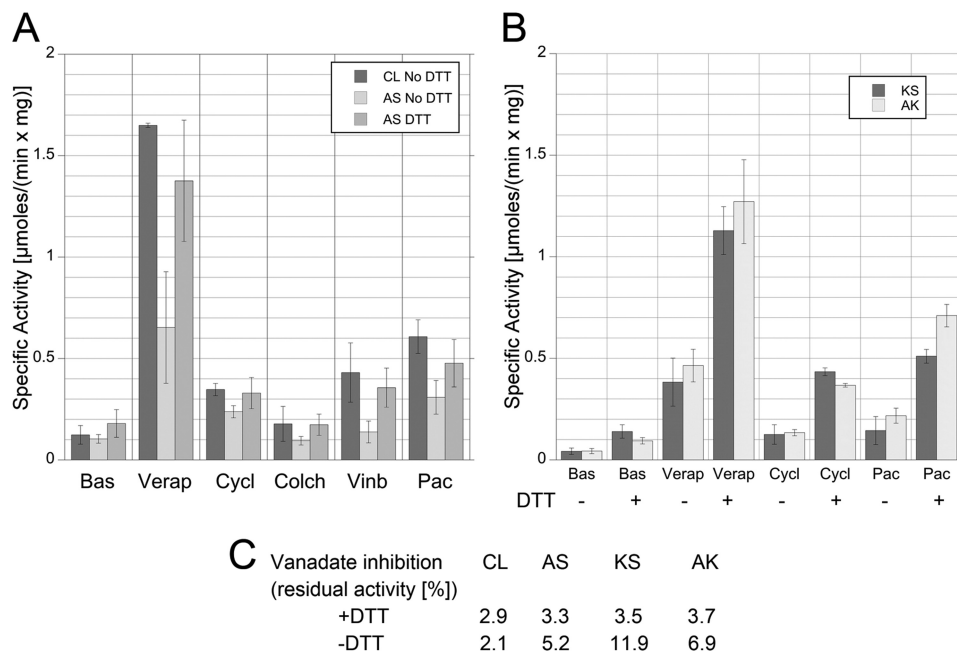 A
B
Specific Activity [µmoles/(min x mg)]
2
1.5
1
0.5
0
CL No DTT
AS No DTT
AS DTT
Bas Verap Cycl Colch Vinb Pac
Specific Activity [µmoles/(min x mg)]
2
1.5
1
0.5
0
KS
AK
Bas Bas Verap Verap Cycl Cycl Pac Pac
DTT - + - + - + - +
C Vanadate inhibition CL AS KS AK
(residual activity [%])
+DTT 2.9 3.3 3.5 3.7
-DTT 2.1 5.2 11.9 6.9